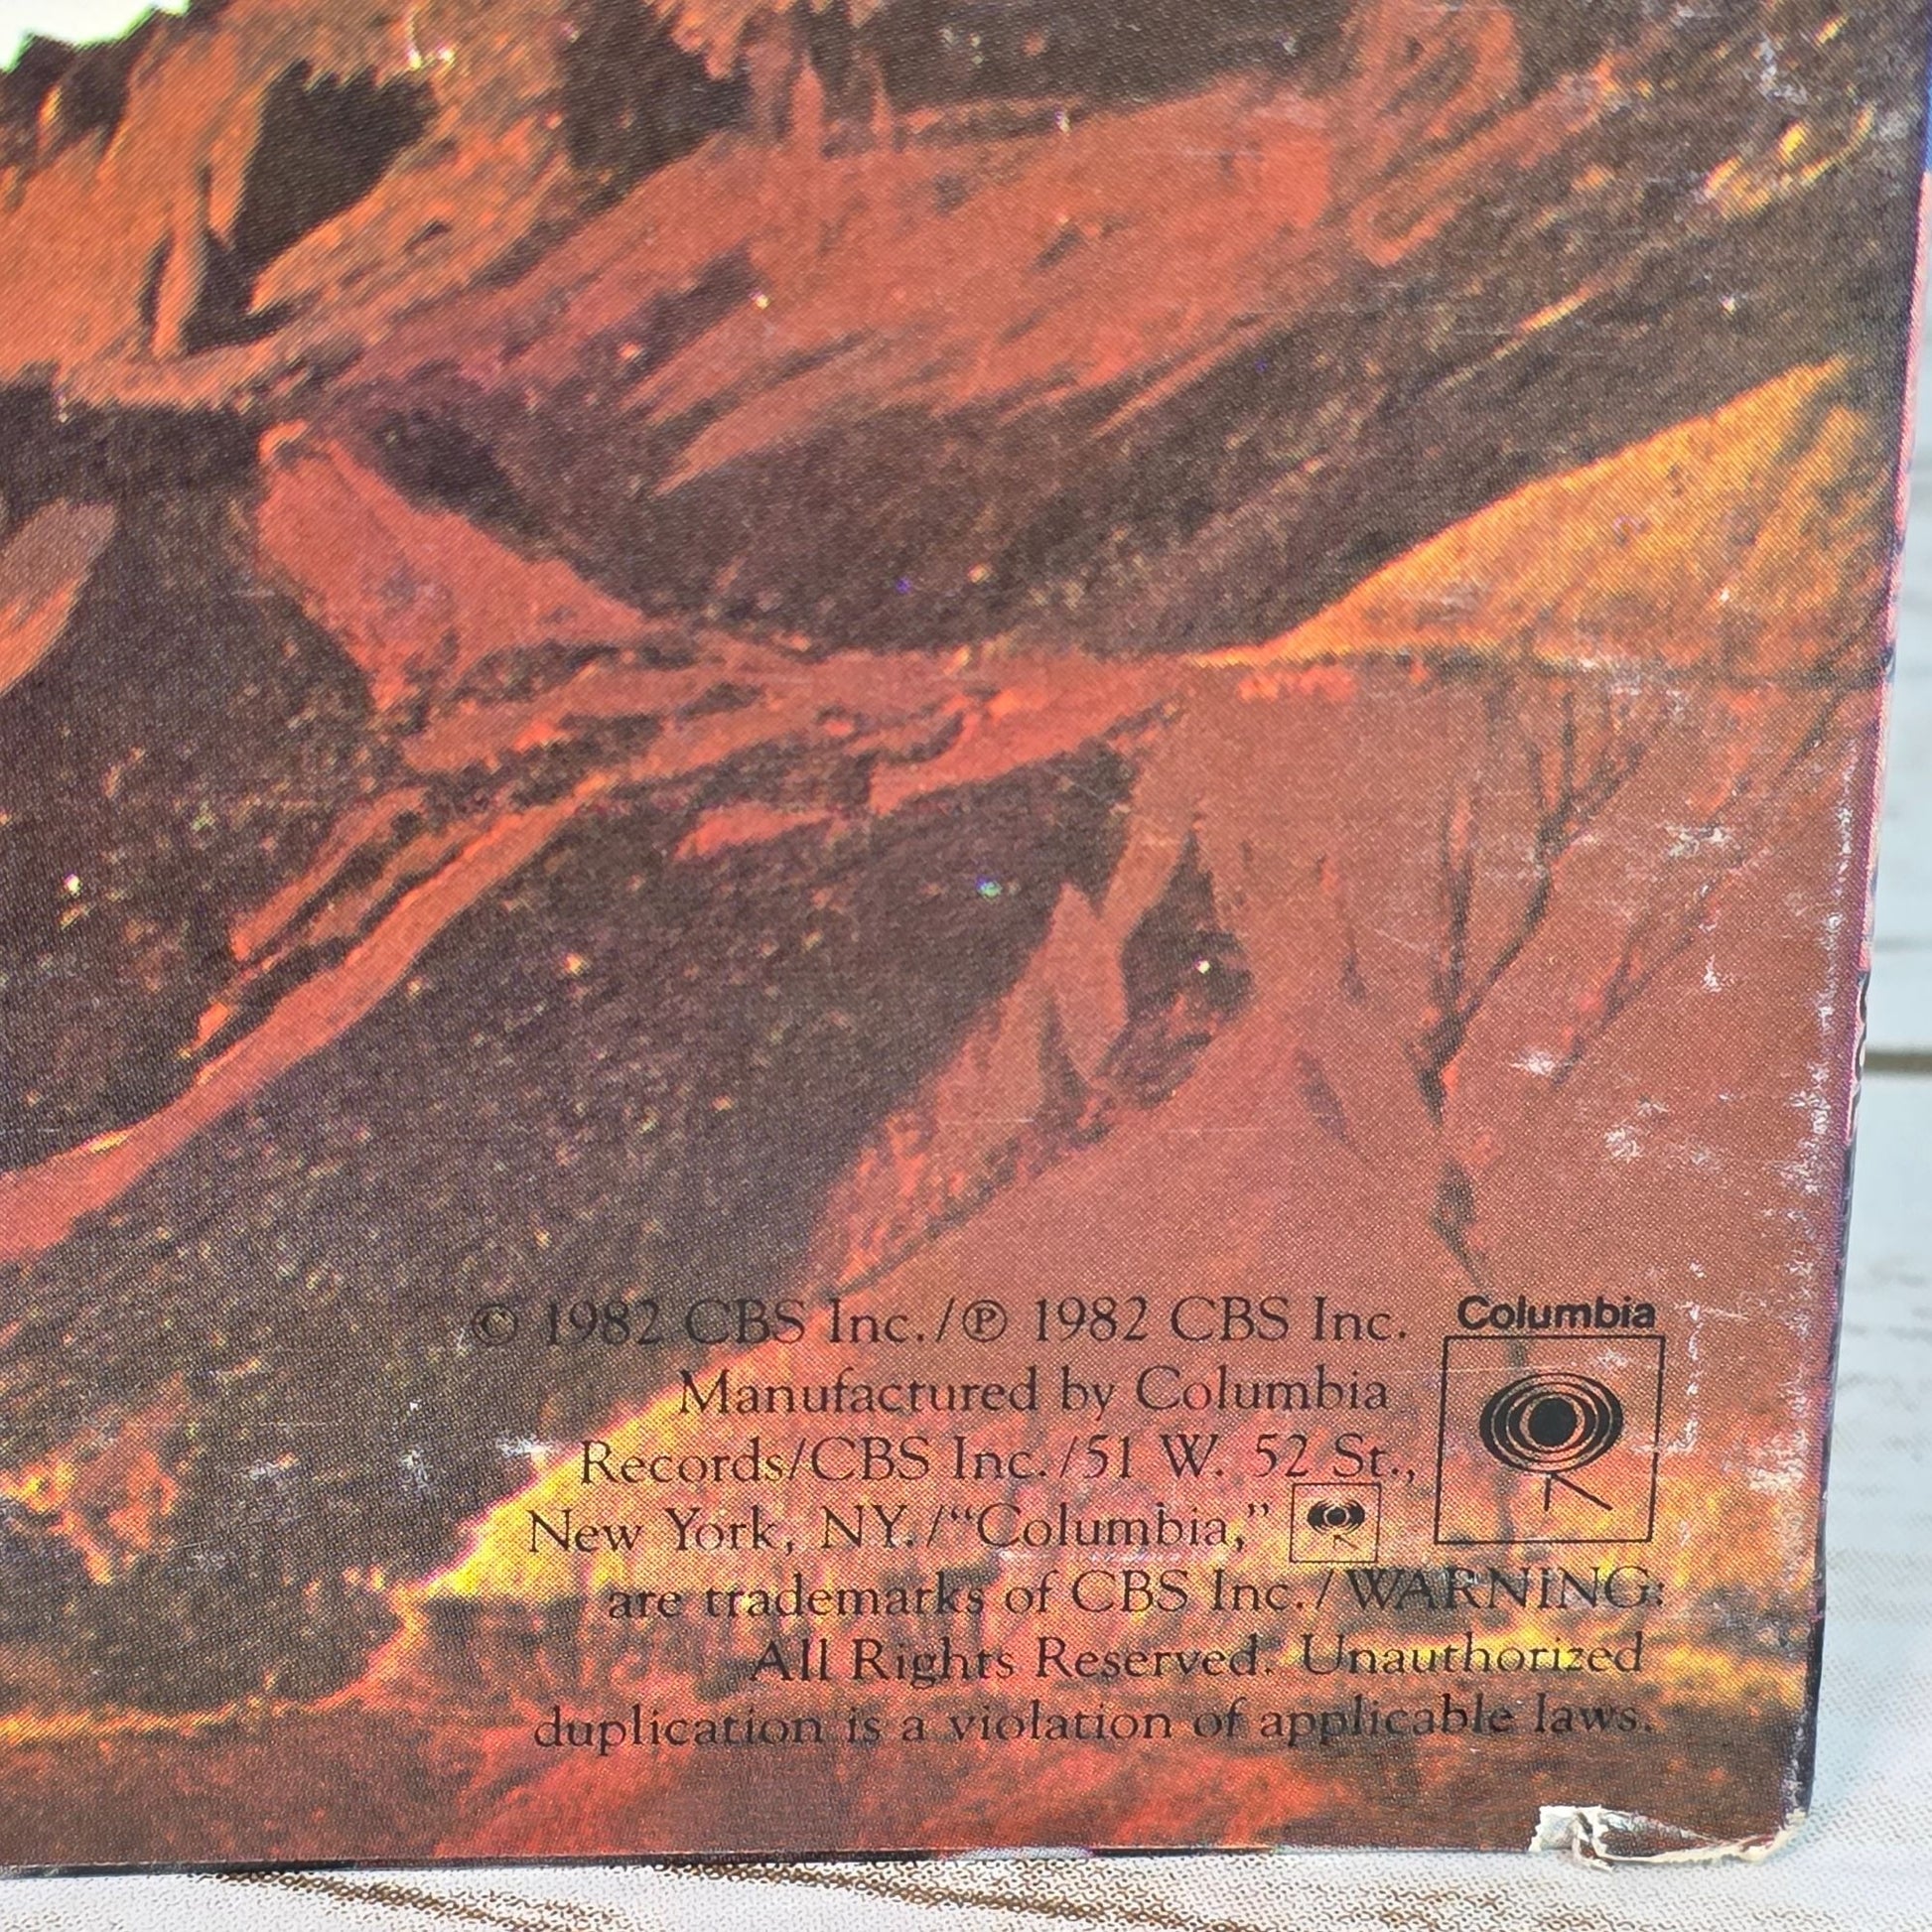 © 1982 CBS Inc./℗ 1982 CBS Inc.
Columbia
Manufactured by Columbia
Records/CBS Inc./51 W. 52 St.,
New York, NY./“Columbia,”
are trademarks of CBS Inc./WARNING:
All Rights Reserved. Unauthorized
duplication is a violation of applicable laws.